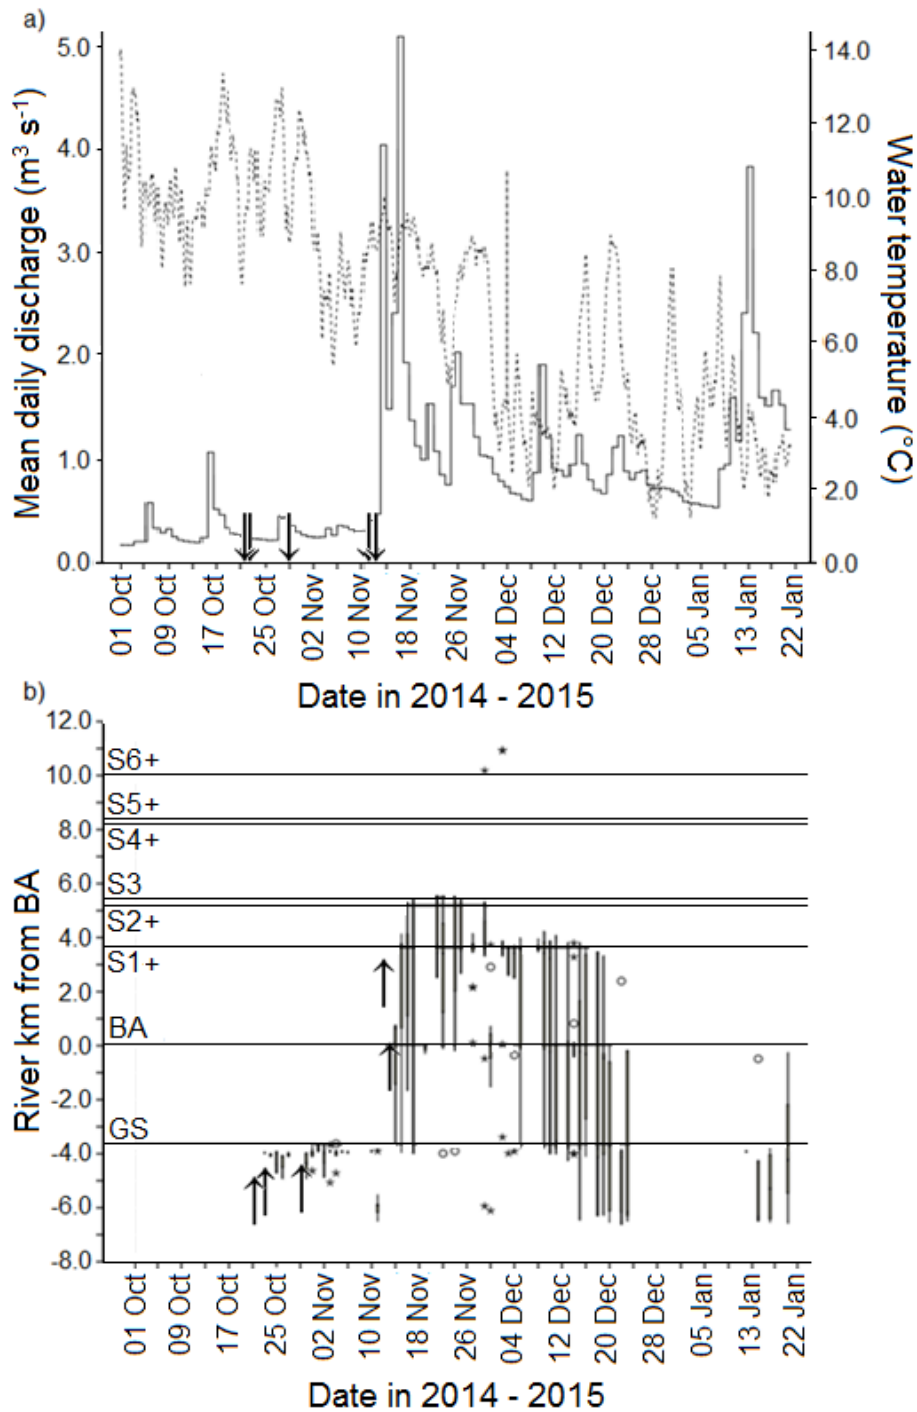 a)
Mean daily discharge (m³ s⁻¹)
5.0
4.0
3.0
2.0
1.0
0.0
14.0
12.0
10.0
8.0
6.0
4.0
2.0
0.0
Water temperature (°C)
01 Oct
09 Oct
17 Oct
25 Oct
02 Nov
10 Nov
18 Nov
26 Nov
04 Dec
12 Dec
20 Dec
28 Dec
05 Jan
13 Jan
22 Jan
Date in 2014 - 2015
b)
River km from BA
12.0
10.0
8.0
6.0
4.0
2.0
0.0
-2.0
-4.0
-6.0
-8.0
S6+
S5+
S4+
S3
S2+
S1+
BA
GS
01 Oct
09 Oct
17 Oct
25 Oct
02 Nov
10 Nov
18 Nov
26 Nov
04 Dec
12 Dec
20 Dec
28 Dec
05 Jan
13 Jan
22 Jan
Date in 2014 - 2015